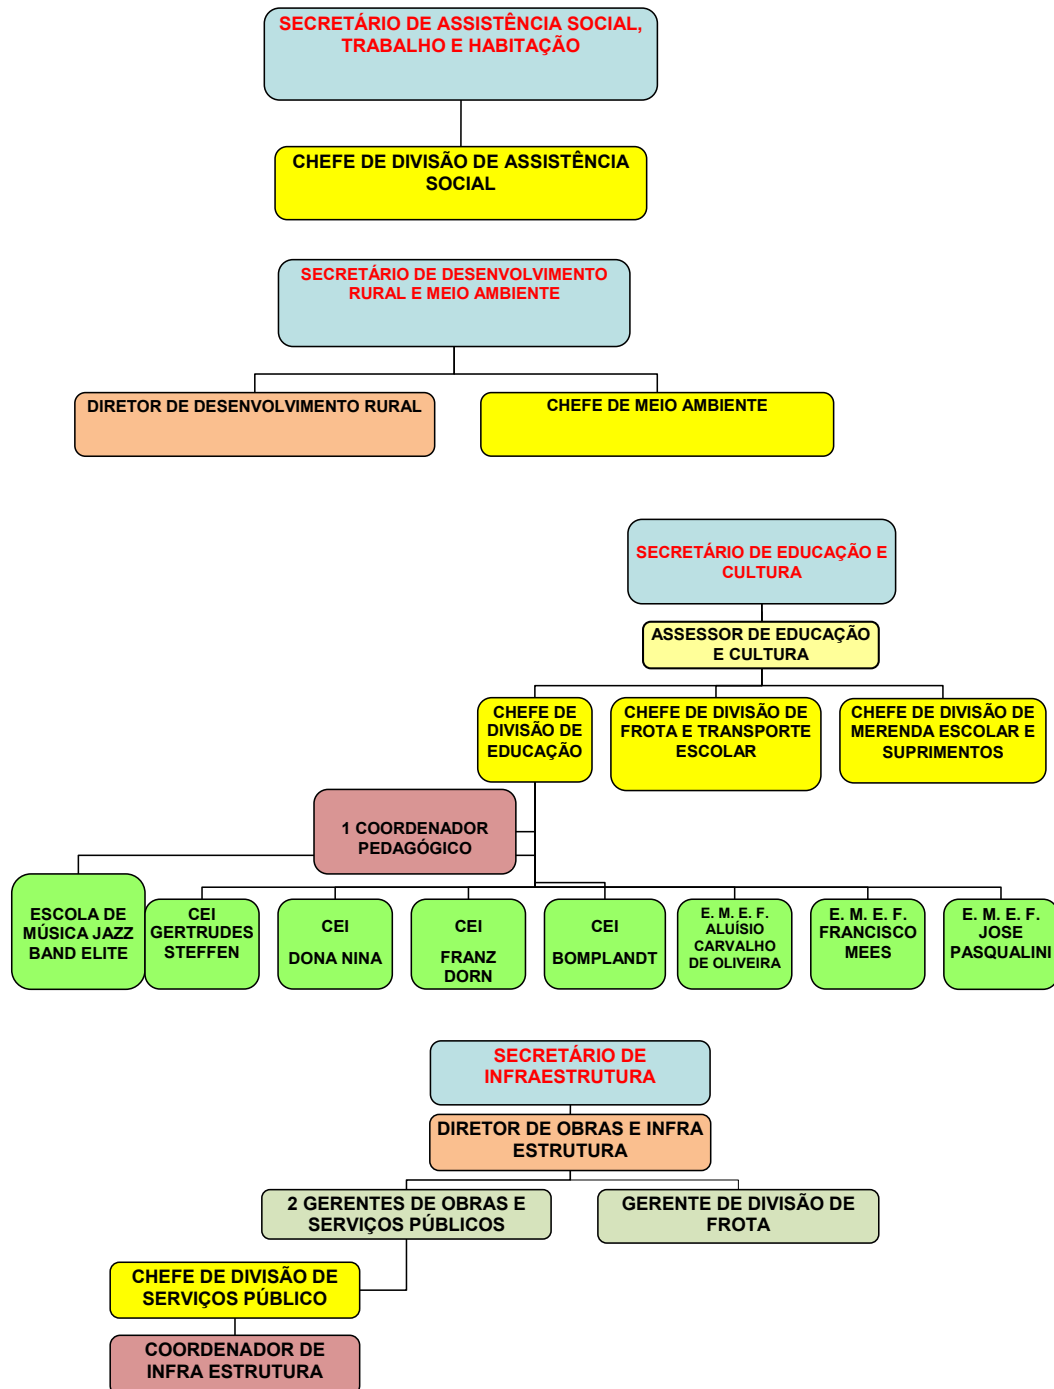 SECRETÁRIO DE ASSISTÊNCIA SOCIAL,
TRABALHO E HABITAÇÃO
CHEFE DE DIVISÃO DE ASSISTÊNCIA
SOCIAL
SECRETÁRIO DE DESENVOLVIMENTO
RURAL E MEIO AMBIENTE
DIRETOR DE DESENVOLVIMENTO RURAL
CHEFE DE MEIO AMBIENTE
SECRETÁRIO DE EDUCAÇÃO E
CULTURA
ASSESSOR DE EDUCAÇÃO
E CULTURA
CHEFE DE
DIVISÃO DE
EDUCAÇÃO
CHEFE DE DIVISÃO DE
FROTA E TRANSPORTE
ESCOLAR
CHEFE DE DIVISÃO DE
MERENDA ESCOLAR E
SUPRIMENTOS
1 COORDENADOR
PEDAGÓGICO
ESCOLA DE
MÚSICA JAZZ
BAND ELITE
CEI
GERTRUDES
STEFFEN
CEI
DONA NINA
CEI
FRANZ
DORN
CEI
BOMPLANDT
E. M. E. F.
ALUÍSIO
CARVALHO
DE OLIVEIRA
E. M. E. F.
FRANCISCO
MEES
E. M. E. F.
JOSE
PASQUALINI
SECRETÁRIO DE
INFRAESTRUTURA
DIRETOR DE OBRAS E INFRA
ESTRUTURA
2 GERENTES DE OBRAS E
SERVIÇOS PÚBLICOS
GERENTE DE DIVISÃO DE
FROTA
CHEFE DE DIVISÃO DE
SERVIÇOS PÚBLICO
COORDENADOR DE
INFRA ESTRUTURA